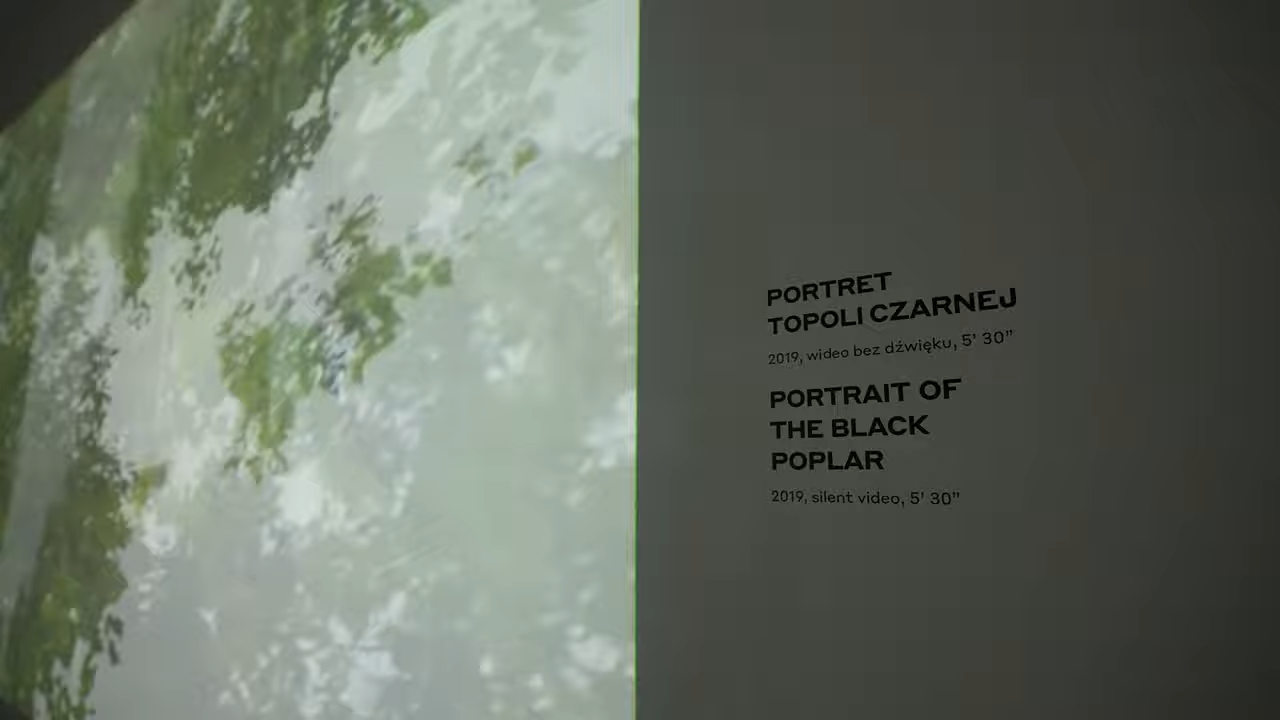 PORTRET
TOPOLI CZARNEJ
2019, wideo bez dźwięku, 5' 30"
PORTRAIT OF
THE BLACK
POPLAR
2019, silent video, 5' 30"